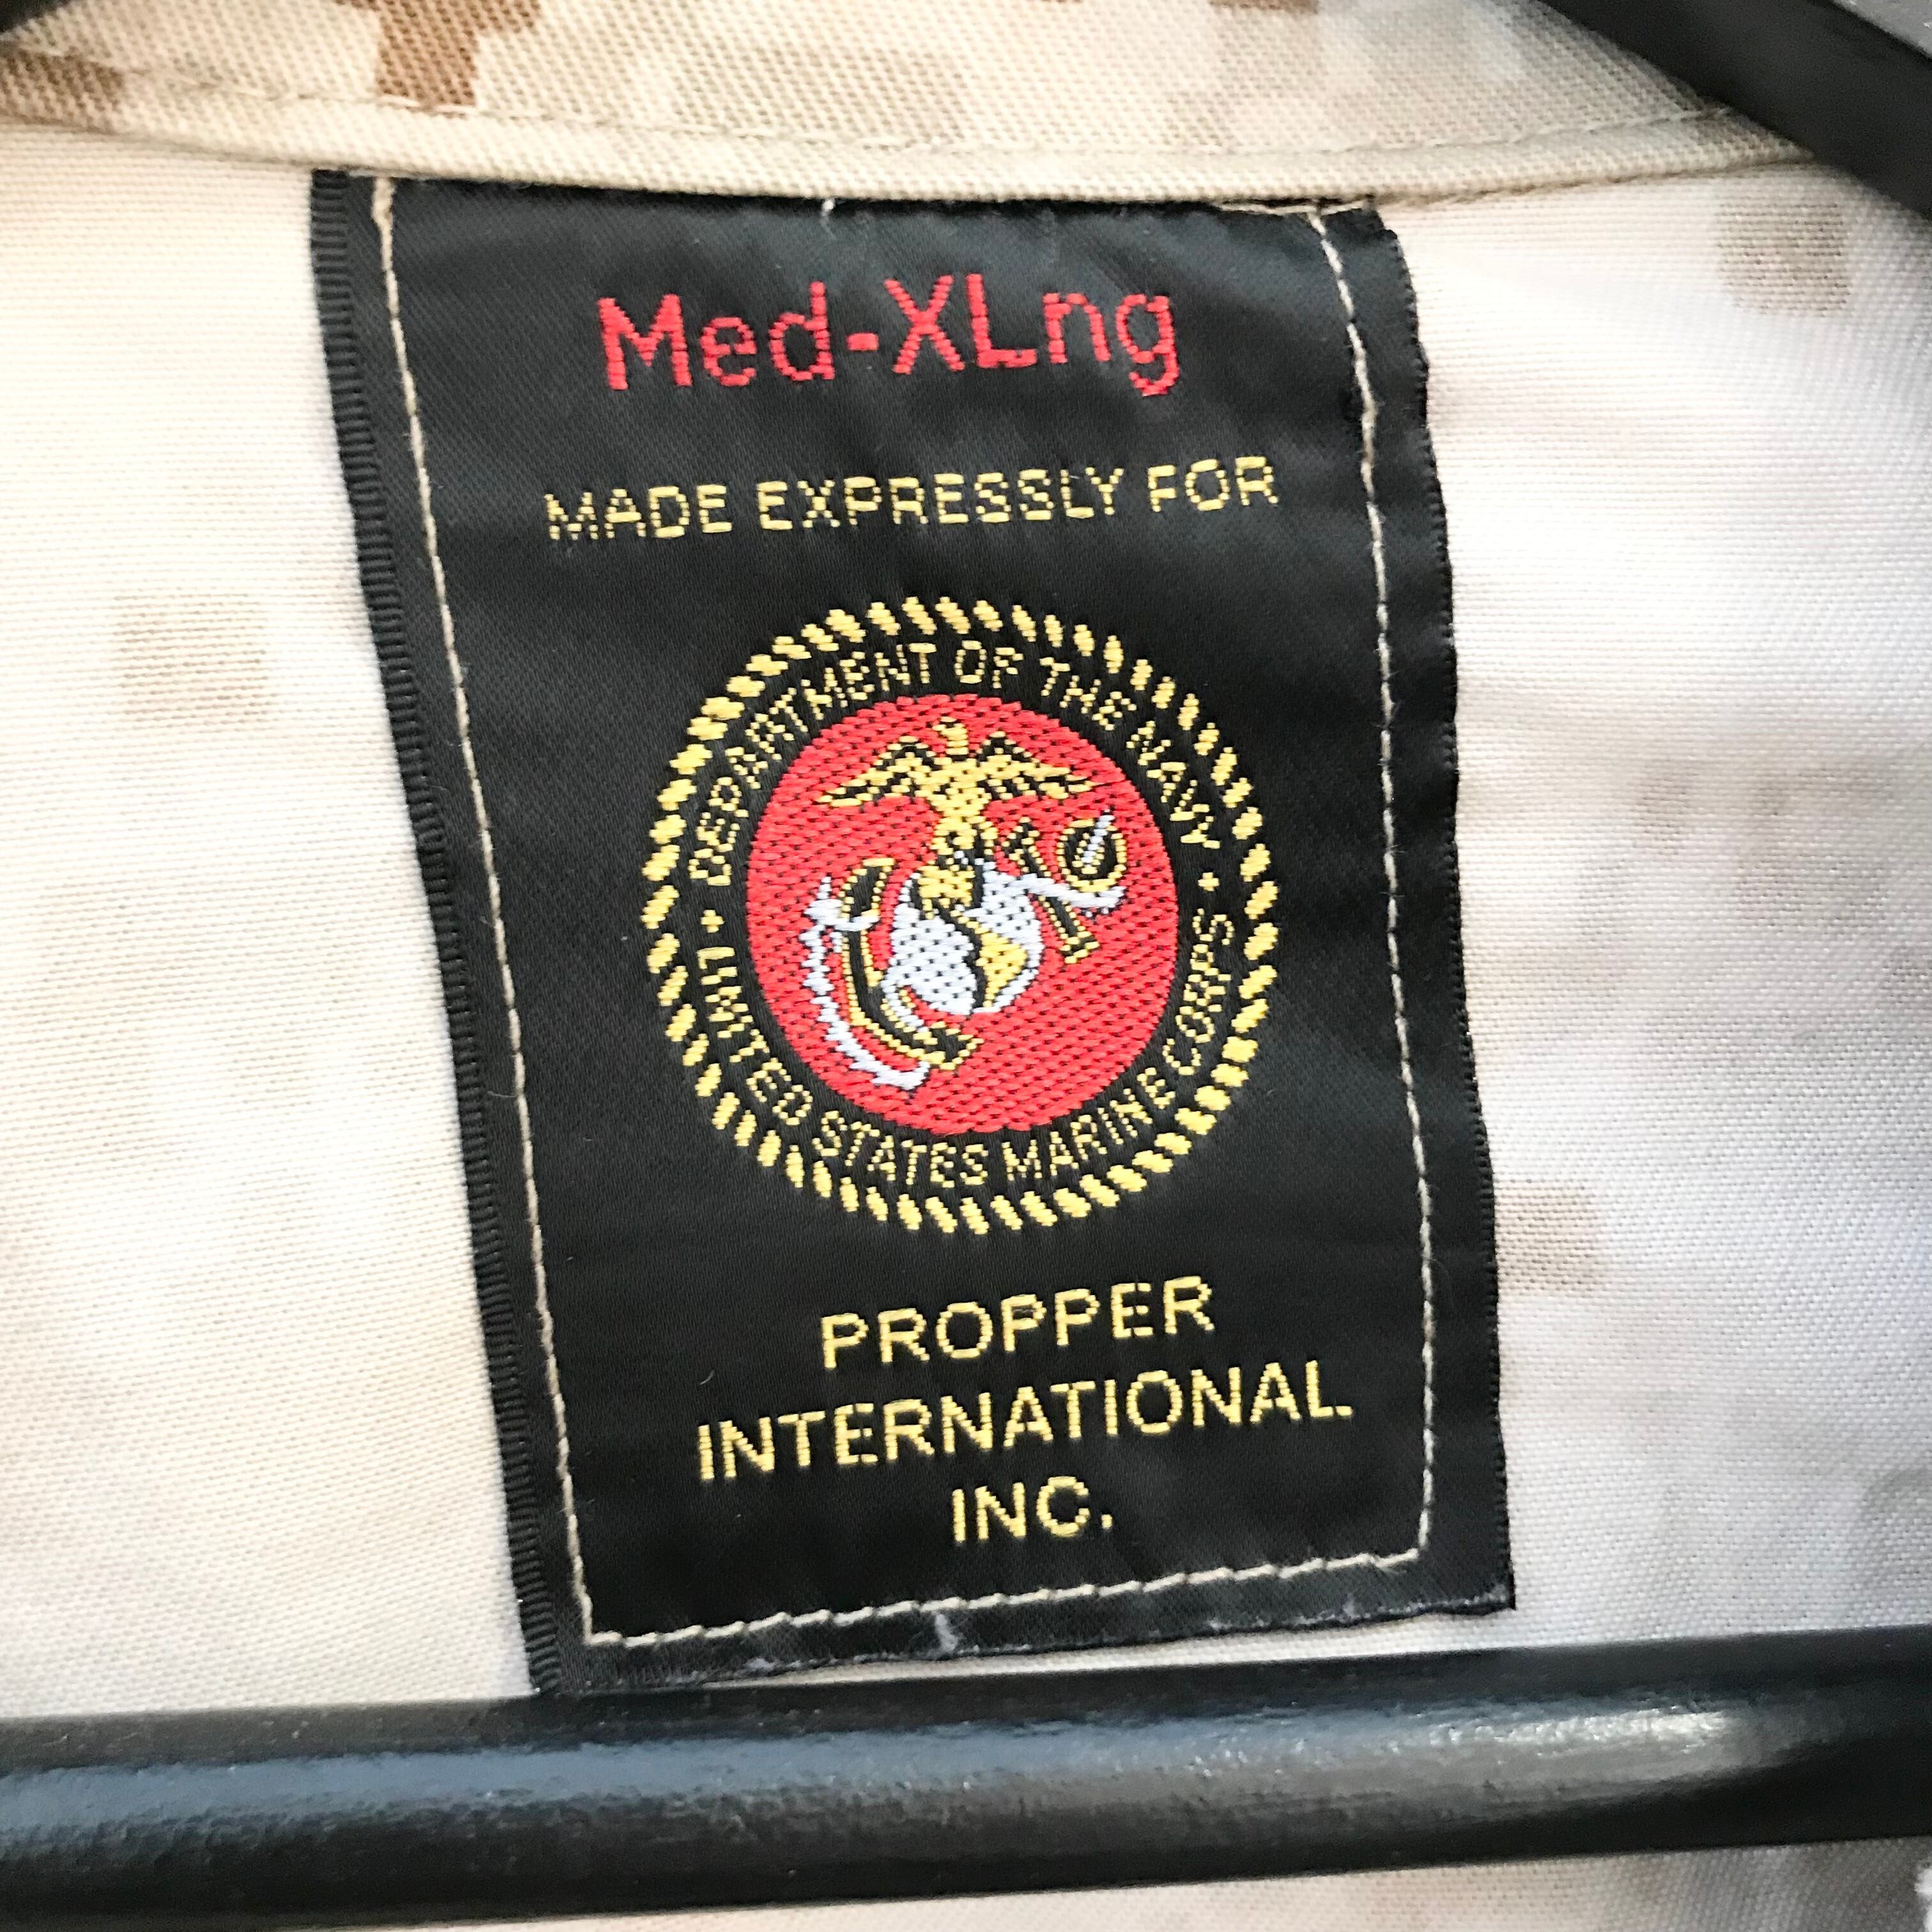 Med-XLng
MADE EXPRESSLY FOR
DEPARTMENT OF THE NAVY
UNITED STATES MARINE CORPS
PROPPER
INTERNATIONAL.
INC.